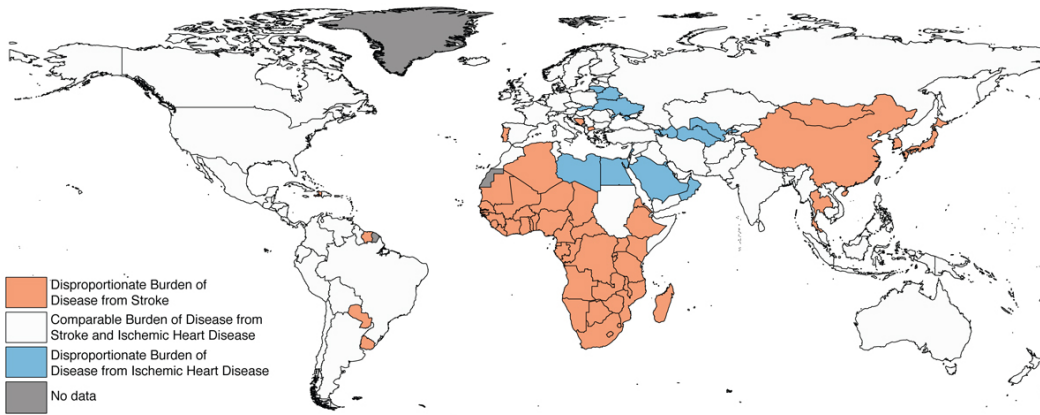 Disproportionate Burden of
Disease from Stroke
Comparable Burden of Disease from
Stroke and Ischemic Heart Disease
Disproportionate Burden of
Disease from Ischemic Heart Disease
No data